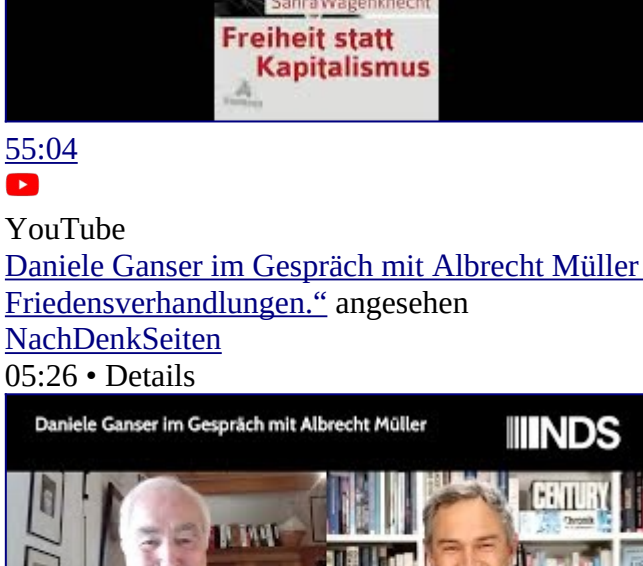 Sahra Wagenknecht
Freiheit statt
Kapitalismus
55:04
YouTube
Daniele Ganser im Gespräch mit Albrecht Müller
Friedensverhandlungen.“ angesehen
NachDenkSeiten
05:26 • Details
Daniele Ganser im Gespräch mit Albrecht Müller
NDS
CENTURY
Chronik